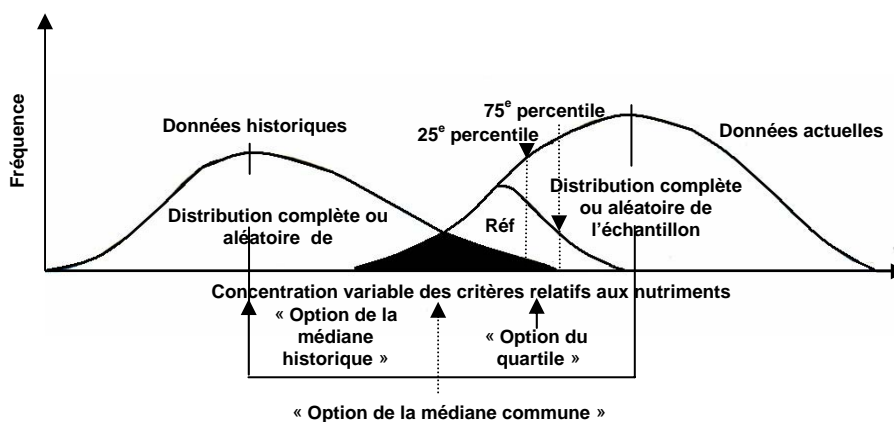 Fréquence
Données historiques
75e percentile
25e percentile
Données actuelles
Distribution complète ou
aléatoire de
Réf
Distribution complète
ou aléatoire de
l'échantillon
Concentration variable des critères relatifs aux nutriments
« Option de la
médiane
historique »
« Option du
quartile »
« Option de la médiane commune »